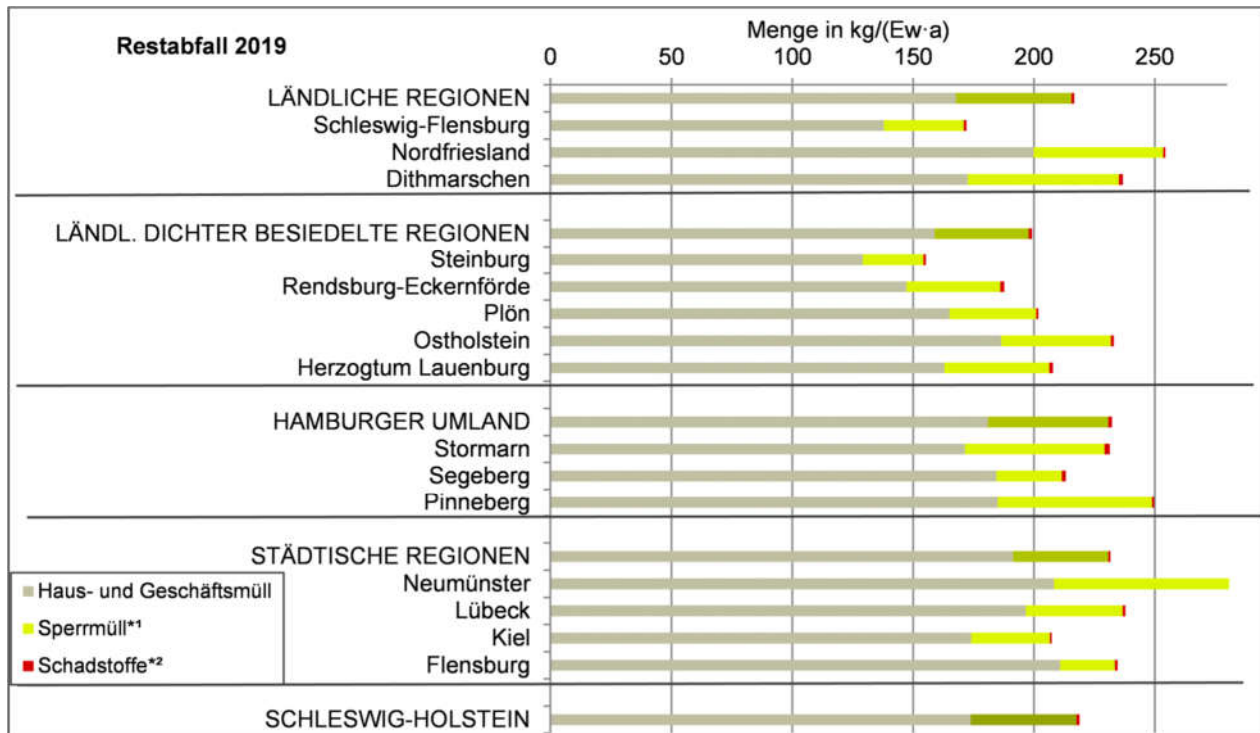 Restabfall 2019
Menge in kg/(Ew·a)
0 50 100 150 200 250
LÄNDLICHE REGIONEN
Schleswig-Flensburg
Nordfriesland
Dithmarschen
LÄNDL. DICHTER BESIEDELTE REGIONEN
Steinburg
Rendsburg-Eckernförde
Plön
Ostholstein
Herzogtum Lauenburg
HAMBURGER UMLAND
Stormarn
Segeberg
Pinneberg
STÄDTISCHE REGIONEN
Neumünster
Lübeck
Kiel
Flensburg
SCHLESWIG-HOLSTEIN
Haus- und Geschäftsmüll
Sperrmüll*¹
Schadstoffe*²